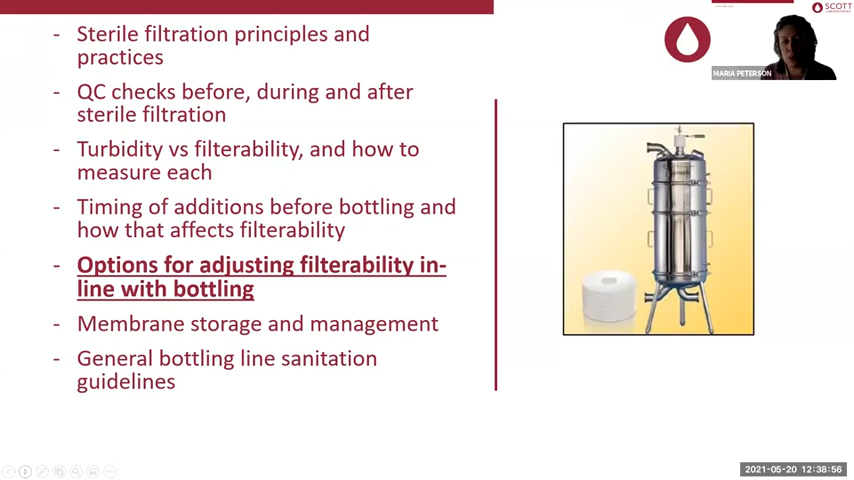 SCOTT
LABORATORIES
MARIA PETERSON
- Sterile filtration principles and
practices
- QC checks before, during and after
sterile filtration
- Turbidity vs filterability, and how to
measure each
- Timing of additions before bottling and
how that affects filterability
- Options for adjusting filterability in-
line with bottling
- Membrane storage and management
- General bottling line sanitation
guidelines
2021-05-20 12:38:56